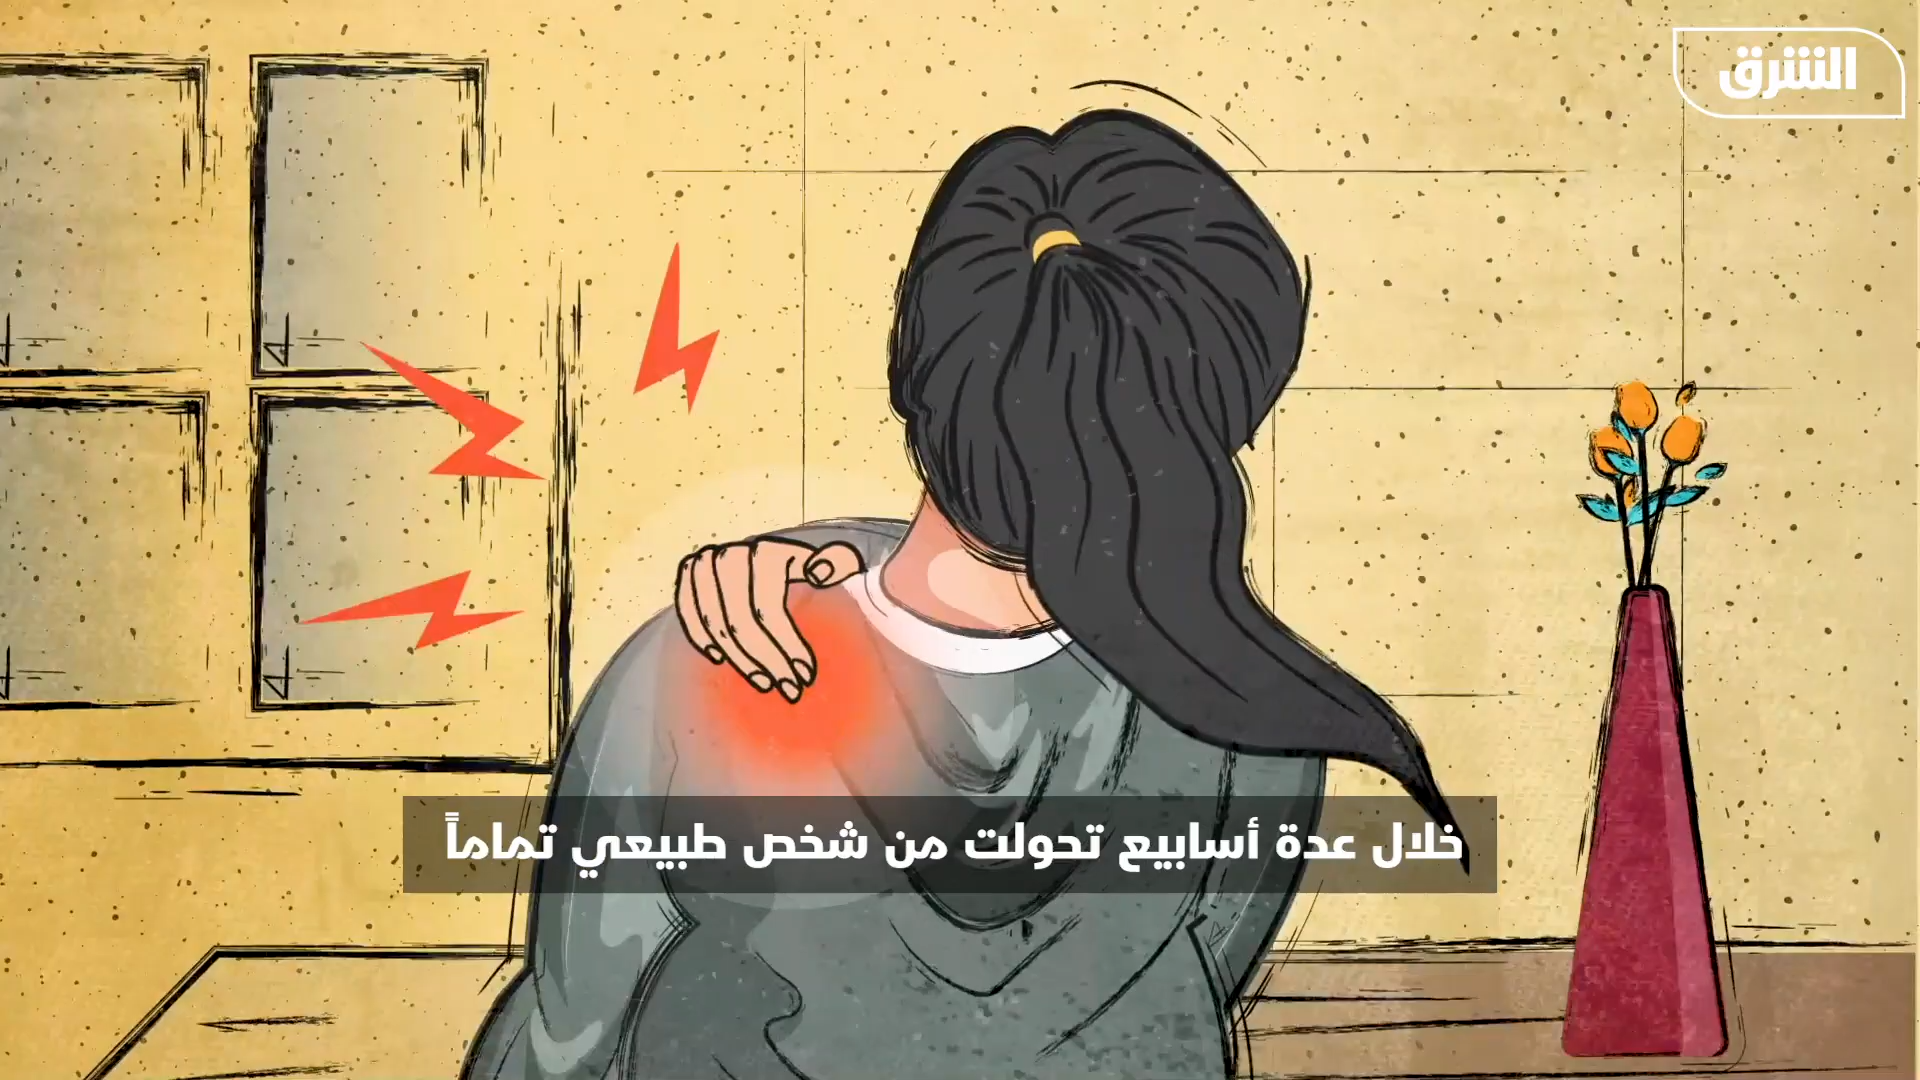 الشرق
خلال عدة أسابيع تحولت من شخص طبيعي تماماً